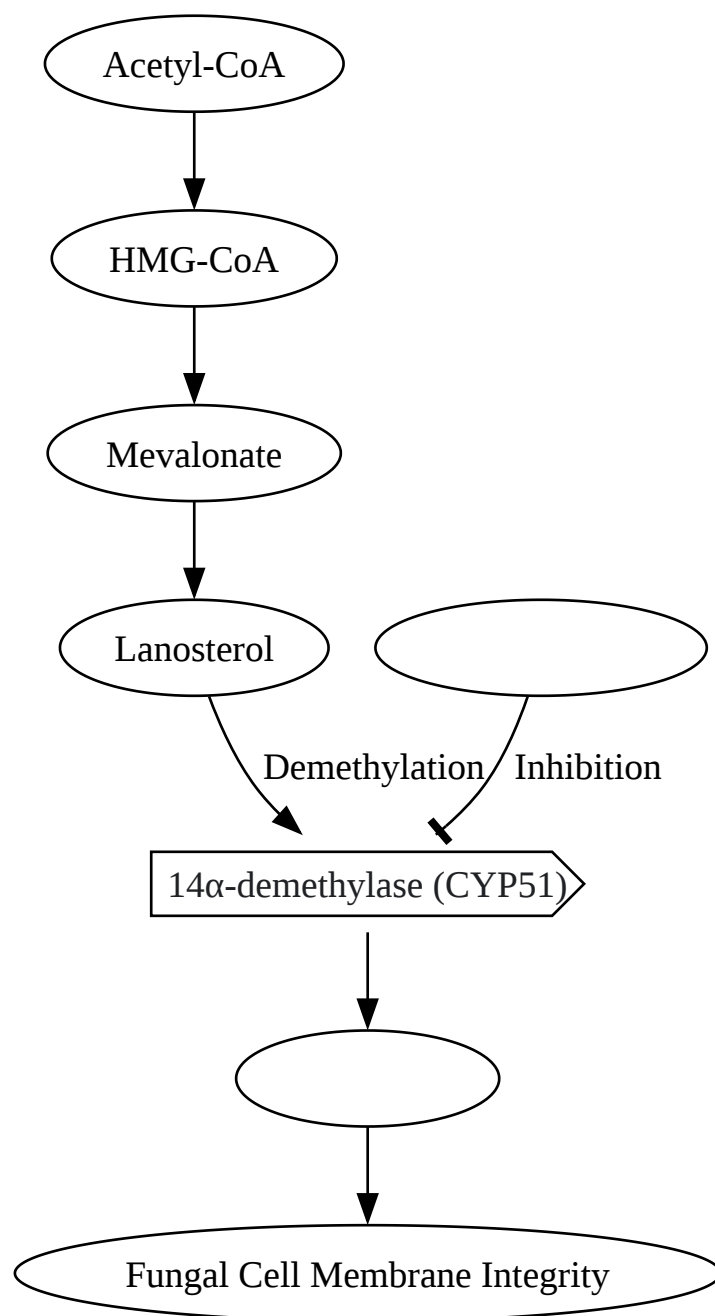 Acetyl-CoA
HMG-CoA
Mevalonate
Lanosterol
Demethylation
Inhibition
14α-demethylase (CYP51)
Fungal Cell Membrane Integrity